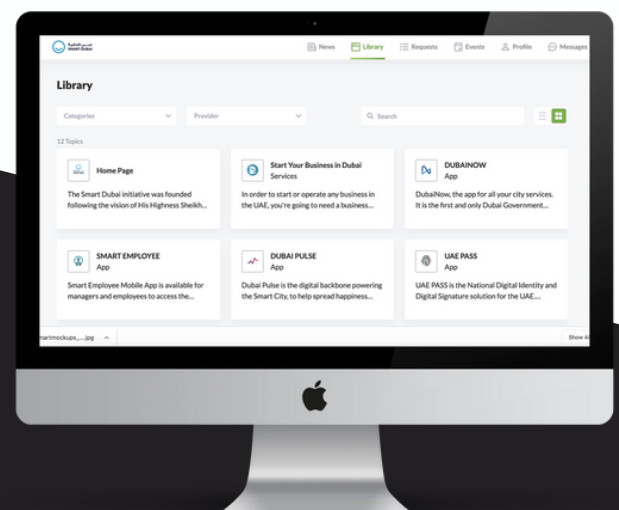 SMART DUBAI
News
Library
Requests
Events
Profile
Messages
Library
Categories
Provider
Search
12 Topics
Home Page
The Smart Dubai initiative was founded
following the vision of His Highness Sheikh...
Start Your Business in Dubai
Services
In order to start or operate any business in
the UAE, you're going to need a business...
DUBAINOW
App
DubaiNow, the app for all your city services.
It is the first and only Dubai Government...
SMART EMPLOYEE
App
Smart Employee Mobile App is available for
managers and employees to access the...
DUBAI PULSE
App
Dubai Pulse is the digital backbone powering
the Smart City, to help spread happiness...
UAE PASS
App
UAE PASS is the National Digital Identity and
Digital Signature solution for the UAE....
martmockups_....jpg
Show Al